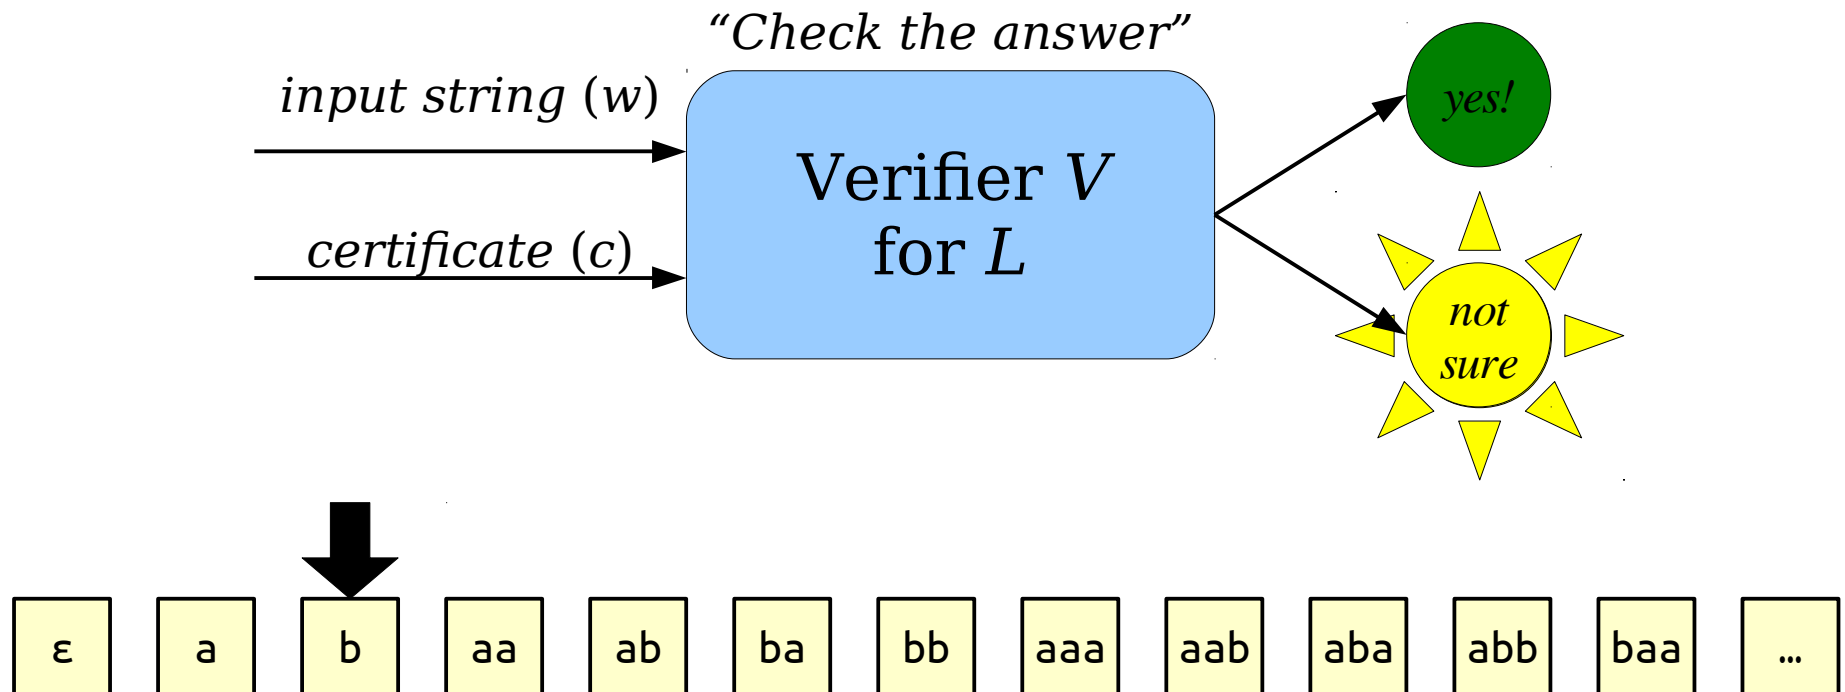 “Check the answer”
input string (w)
certificate (c)
Verifier V
for L
yes!
not
sure
ε a b aa ab ba bb aaa aab aba abb baa ...